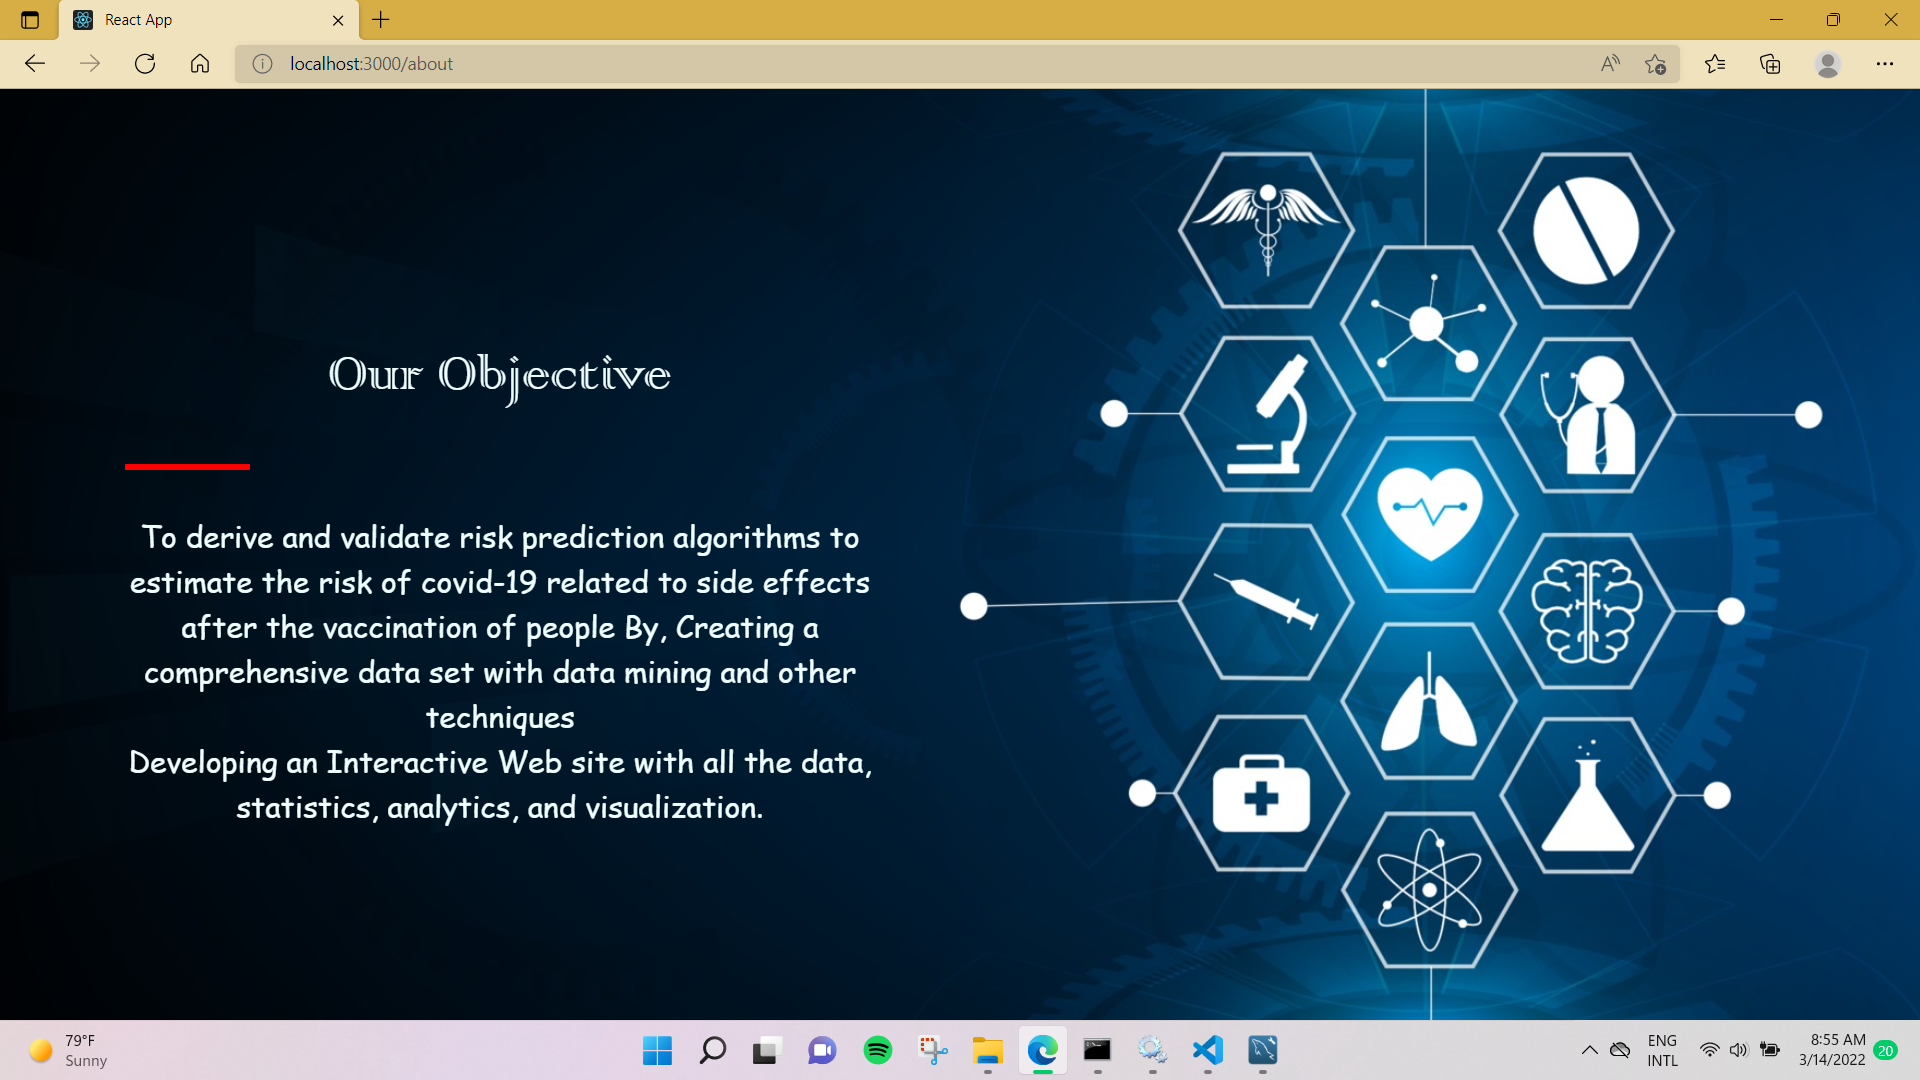 React App
localhost:3000/about
Our Objective
To derive and validate risk prediction algorithms to
estimate the risk of covid-19 related to side effects
after the vaccination of people By, Creating a
comprehensive data set with data mining and other
techniques
Developing an Interactive Web site with all the data,
statistics, analytics, and visualization.
79°F
Sunny
ENG
INTL
8:55 AM
3/14/2022
20